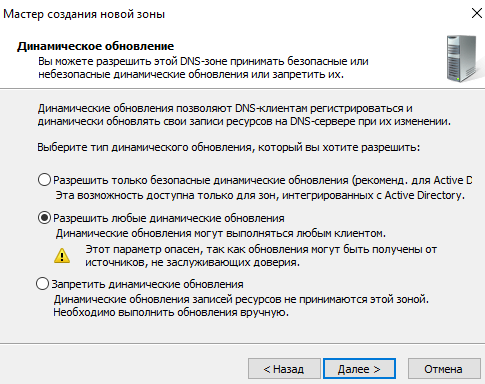 Мастер создания новой зоны
Динамическое обновление
Вы можете разрешит этой DNS-зоне принимать безопасные или
небезопасные динамические обновления или запретить их.
Динамические обновления позволяют DNS-клиентам регистрироваться и
динамически обновлять свои записи ресурсов на DNS-сервере при их изменении.
Выберите тип динамического обновления, который вы хотите разрешить:
Разрешить только безопасные динамические обновления (рекоменд. для Active D
Эта возможность доступна только для зон, интегрированных с Active Directory.
Разрешить любые динамические обновления
Динамические обновления могут выполняться любым клиентом.
Этот параметр опасен, так как обновления могут быть получены от
источников, не заслуживающих доверия.
Запретить динамические обновления
Динамические обновления записей ресурсов не принимаются этой зоной.
Необходимо выполнить обновления вручную.
< Назад
Далее >
Отмена